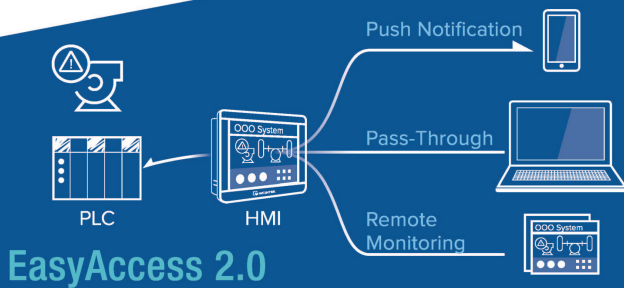 Push Notification
OOO System
Pass-Through
PLC
HMI
Remote
Monitoring
OOO System
EasyAccess 2.0